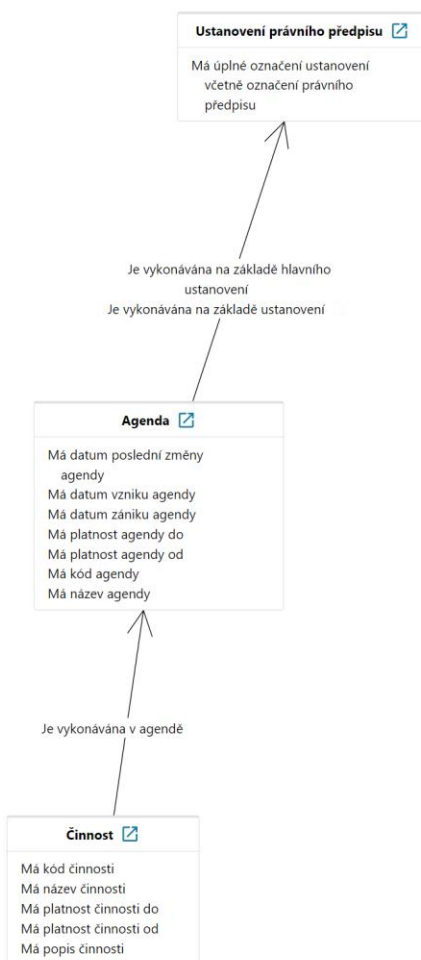 Ustanovení právního předpisu
Má úplné označení ustanovení
včetně označení právního
předpisu
Je vykonávána na základě hlavního
ustanovení
Je vykonávána na základě ustanovení
Agenda
Má datum poslední změny
agendy
Má datum vzniku agendy
Má datum zániku agendy
Má platnost agendy do
Má platnost agendy od
Má kód agendy
Má název agendy
Je vykonávána v agendě
Činnost
Má kód činnosti
Má název činnosti
Má platnost činnosti do
Má platnost činnosti od
Má popis činnosti